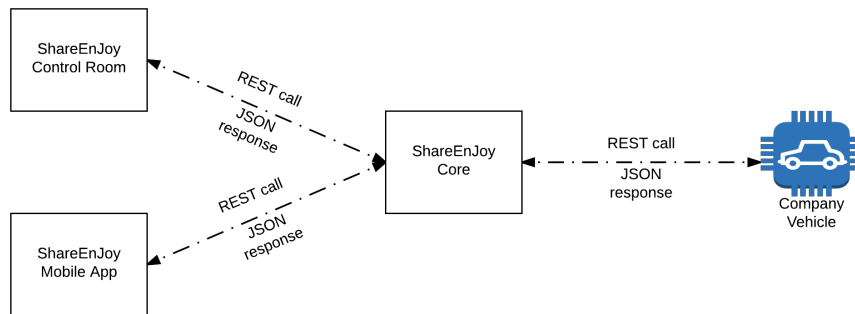 ShareEnJoy
Control Room
REST call
JSON
response
ShareEnJoy
Core
REST call
JSON
response
Company
Vehicle
REST call
JSON
response
ShareEnJoy
Mobile App